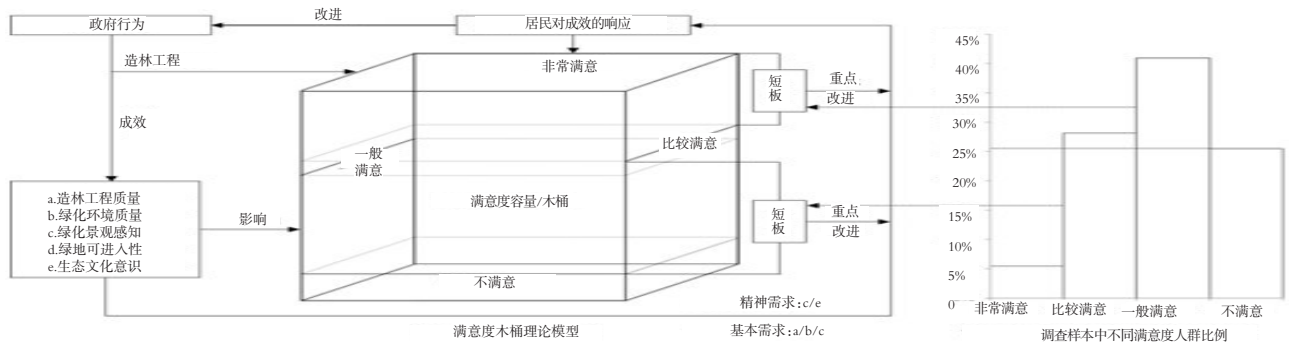 政府行为
改进
居民对成效的响应
造林工程
成效
a.造林工程质量
b.绿化环境质量
c.绿化景观感知
d.绿地可进入性
e.生态文化意识
影响
非常满意
一般
满意
比较满意
满意度容量/木桶
不满意
短
板
重点
改进
短
板
重点
改进
精神需求:c/e
基本需求:a/b/c
满意度木桶理论模型
45%
40%
35%
30%
25%
20%
15%
10%
5%
0
非常满意
比较满意
一般满意
不满意
调查样本中不同满意度人群比例